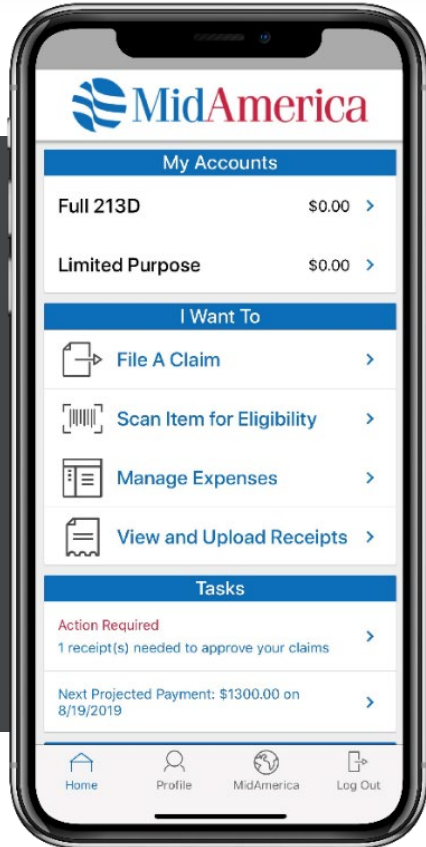 MidAmerica
My Accounts
Full 213D $0.00
Limited Purpose $0.00
I Want To
File A Claim
Scan Item for Eligibility
Manage Expenses
View and Upload Receipts
Tasks
Action Required
1 receipt(s) needed to approve your claims
Next Projected Payment: $1300.00 on
8/19/2019
Home Profile MidAmerica Log Out